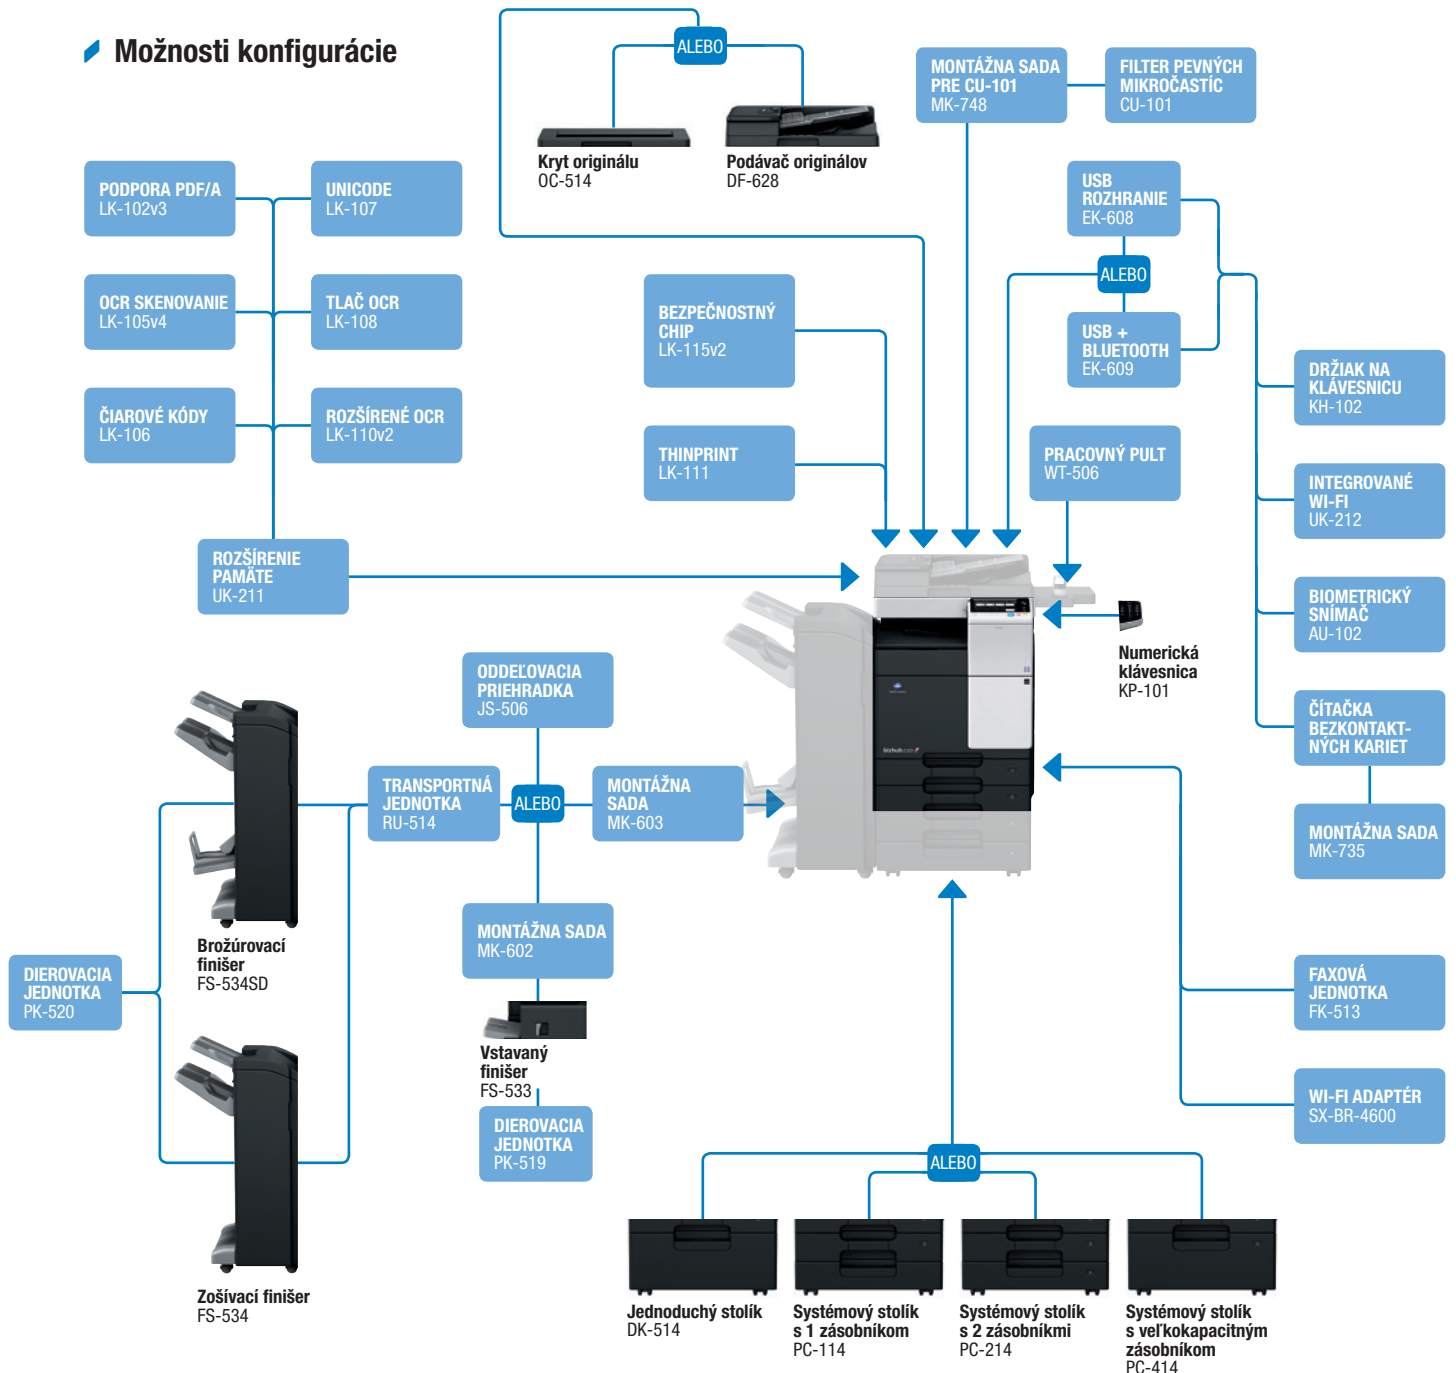 Možnosti konfigurácie
ALEBO
Kryt originálu
OC-514
Podávač originálov
DF-628
MONTÁŽNA SADA
PRE CU-101
MK-748
FILTER PEVNÝCH
MIKROČASTÍC
CU-101
PODPORA PDF/A
LK-102v3
UNICODE
LK-107
OCR SKENOVANIE
LK-105v4
TLAČ OCR
LK-108
ČIAROVÉ KÓDY
LK-106
ROZŠÍRENÉ OCR
LK-110v2
ROZŠÍRENIE
PAMÄTE
UK-211
BEZPEČNOSTNÝ
CHIP
LK-115v2
THINPRINT
LK-111
USB
ROZHRANIE
EK-608
ALEBO
USB +
BLUETOOTH
EK-609
PRACOVNÝ PULT
WT-506
DRŽIAK NA
KLÁVESNICU
KH-102
INTEGROVANÉ
WI-FI
UK-212
BIOMETRICKÝ
SNÍMAČ
AU-102
ČÍTAČKA
BEZKONTAKT-
NÝCH KARIET
MONTÁŽNA SADA
MK-735
Numerická
klávesnica
KP-101
ODDEĽOVACIA
PRIEHRADKA
JS-506
TRANSPORTNÁ
JEDNOTKA
RU-514
ALEBO
MONTÁŽNA
SADA
MK-603
MONTÁŽNA SADA
MK-602
Vstavaný
finišer
FS-533
DIEROVACIA
JEDNOTKA
PK-519
Brožúrovací
finišer
FS-534SD
DIEROVACIA
JEDNOTKA
PK-520
Zošívací finišer
FS-534
FAXOVÁ
JEDNOTKA
FK-513
WI-FI ADAPTÉR
SX-BR-4600
ALEBO
Jednoduchý stolík
DK-514
Systémový stolík
s 1 zásobníkom
PC-114
Systémový stolík
s 2 zásobníkmi
PC-214
Systémový stolík
s veľkokapacitným
zásobníkom
PC-414